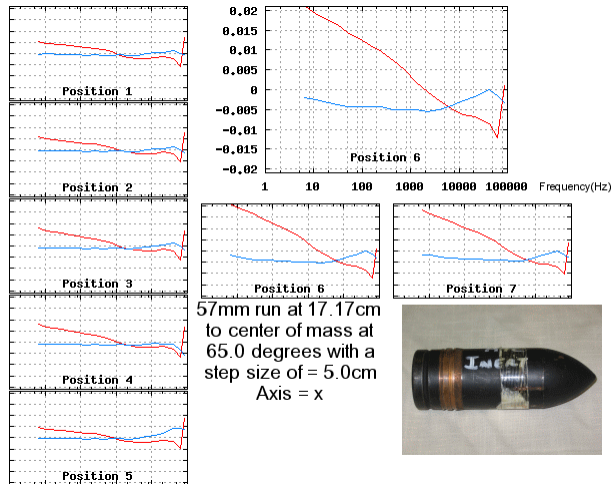 Position 1
Position 2
Position 3
Position 4
Position 5
0.02
0.015
0.01
0.005
0
-0.005
-0.01
-0.015
-0.02
Position 6
1 10 100 1000 10000 100000 Frequency(Hz)
Position 6
Position 7
57mm run at 17.17cm
to center of mass at
65.0 degrees with a
step size of = 5.0cm
Axis = x
INERT